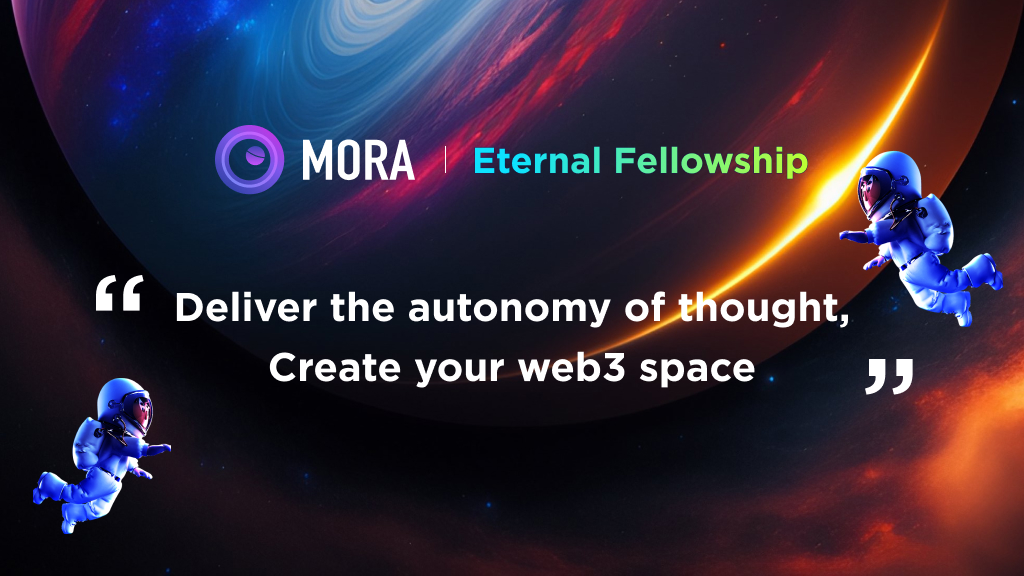 MORA | Eternal Fellowship
“ Deliver the autonomy of thought,
Create your web3 space ”